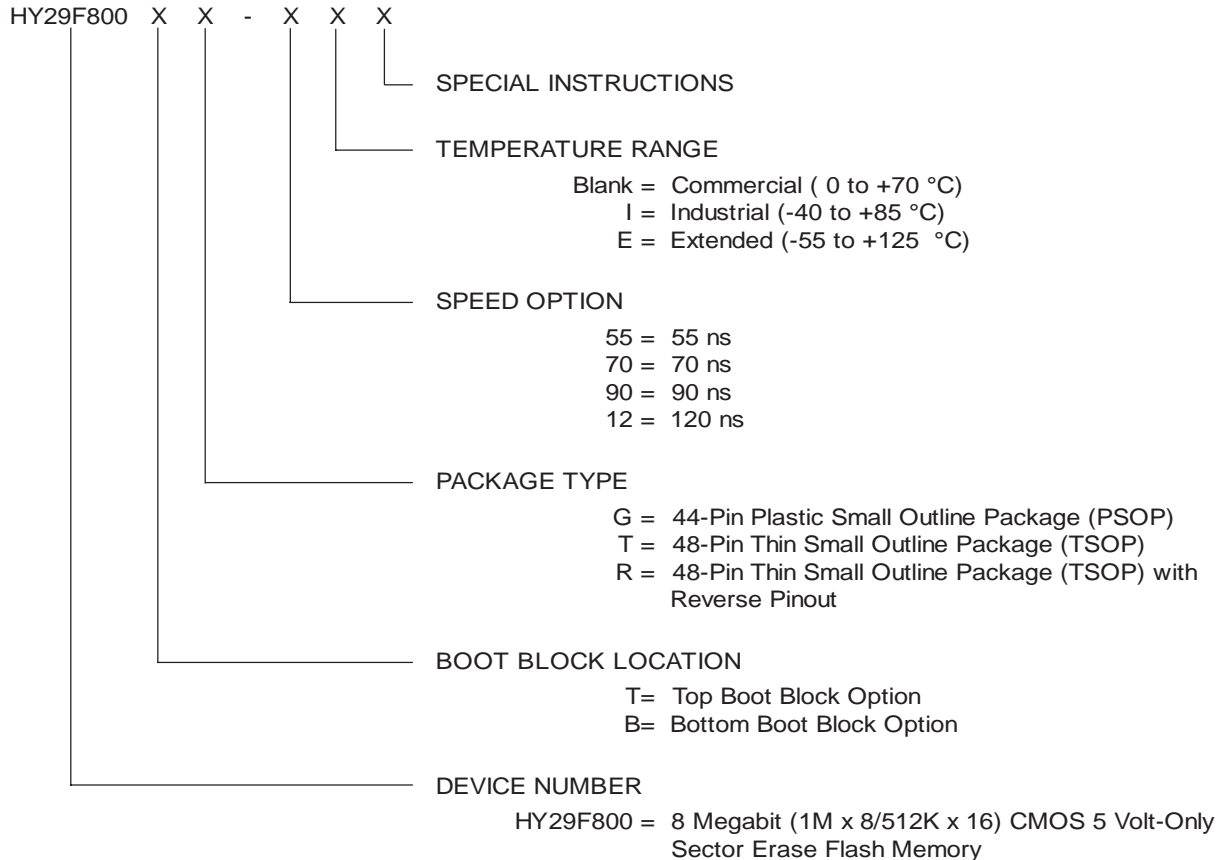 HY29F800 X X - X X X
SPECIAL INSTRUCTIONS
TEMPERATURE RANGE
Blank = Commercial ( 0 to +70 °C)
I = Industrial (-40 to +85 °C)
E = Extended (-55 to +125 °C)
SPEED OPTION
55 = 55 ns
70 = 70 ns
90 = 90 ns
12 = 120 ns
PACKAGE TYPE
G = 44-Pin Plastic Small Outline Package (PSOP)
T = 48-Pin Thin Small Outline Package (TSOP)
R = 48-Pin Thin Small Outline Package (TSOP) with
Reverse Pinout
BOOT BLOCK LOCATION
T= Top Boot Block Option
B= Bottom Boot Block Option
DEVICE NUMBER
HY29F800 = 8 Megabit (1M x 8/512K x 16) CMOS 5 Volt-Only
Sector Erase Flash Memory